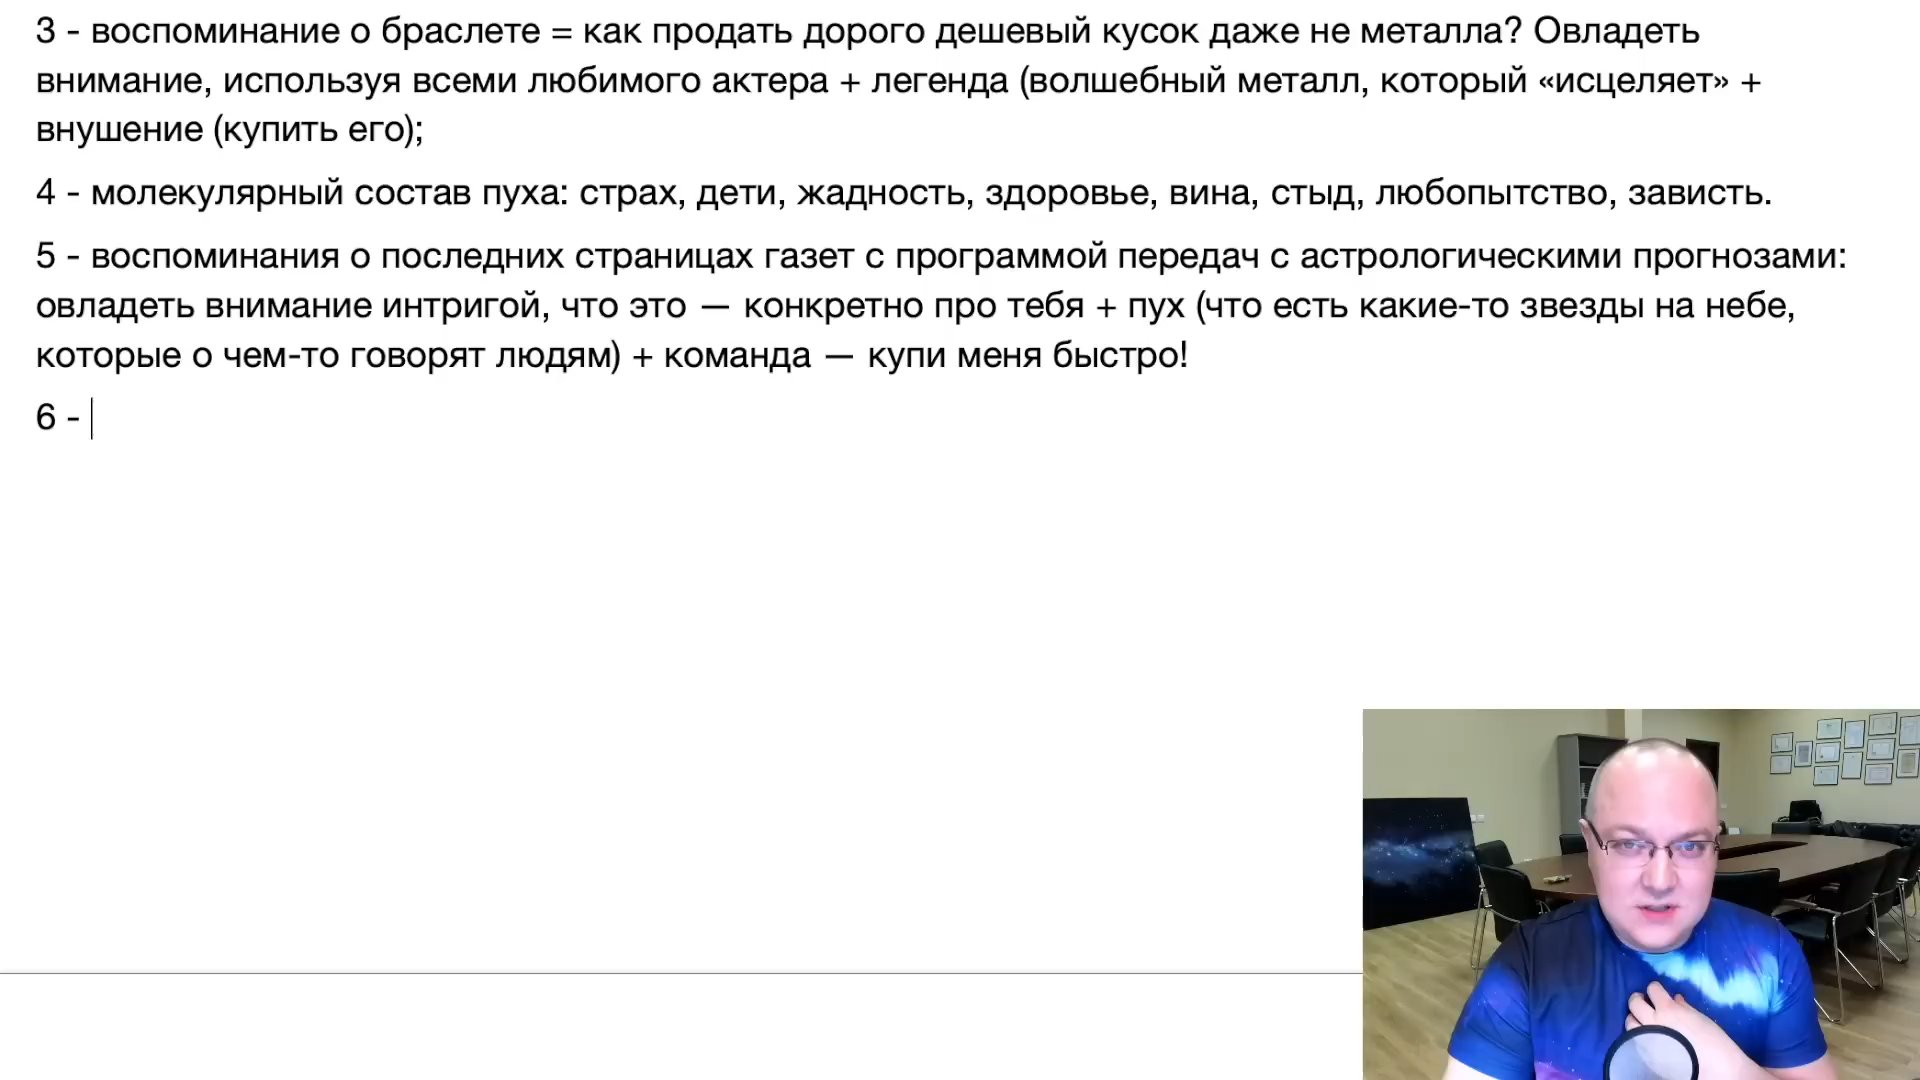 3 - воспоминание о браслете = как продать дорого дешевый кусок даже не металла? Овладеть
внимание, используя всеми любимого актера + легенда (волшебный металл, который «исцеляет» +
внушение (купить его);
4 - молекулярный состав пуха: страх, дети, жадность, здоровье, вина, стыд, любопытство, зависть.
5 - воспоминания о последних страницах газет с программой передач с астрологическими прогнозами:
овладеть внимание интригой, что это — конкретно про тебя + пух (что есть какие-то звезды на небе,
которые о чем-то говорят людям) + команда — купи меня быстро!
6 -